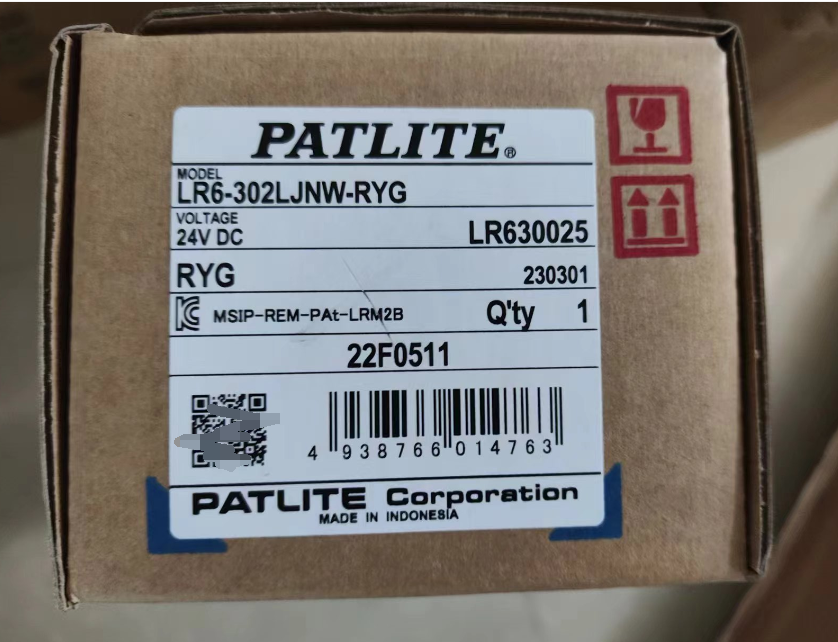 PATLITE®
MODEL
LR6-302LJNW-RYG
VOLTAGE
24V DC
LR630025
RYG
230301
MSIP-REM-PAt-LRM2B
Q'ty 1
22F0511
4 938766 014763
PATLITE Corporation
MADE IN INDONESIA